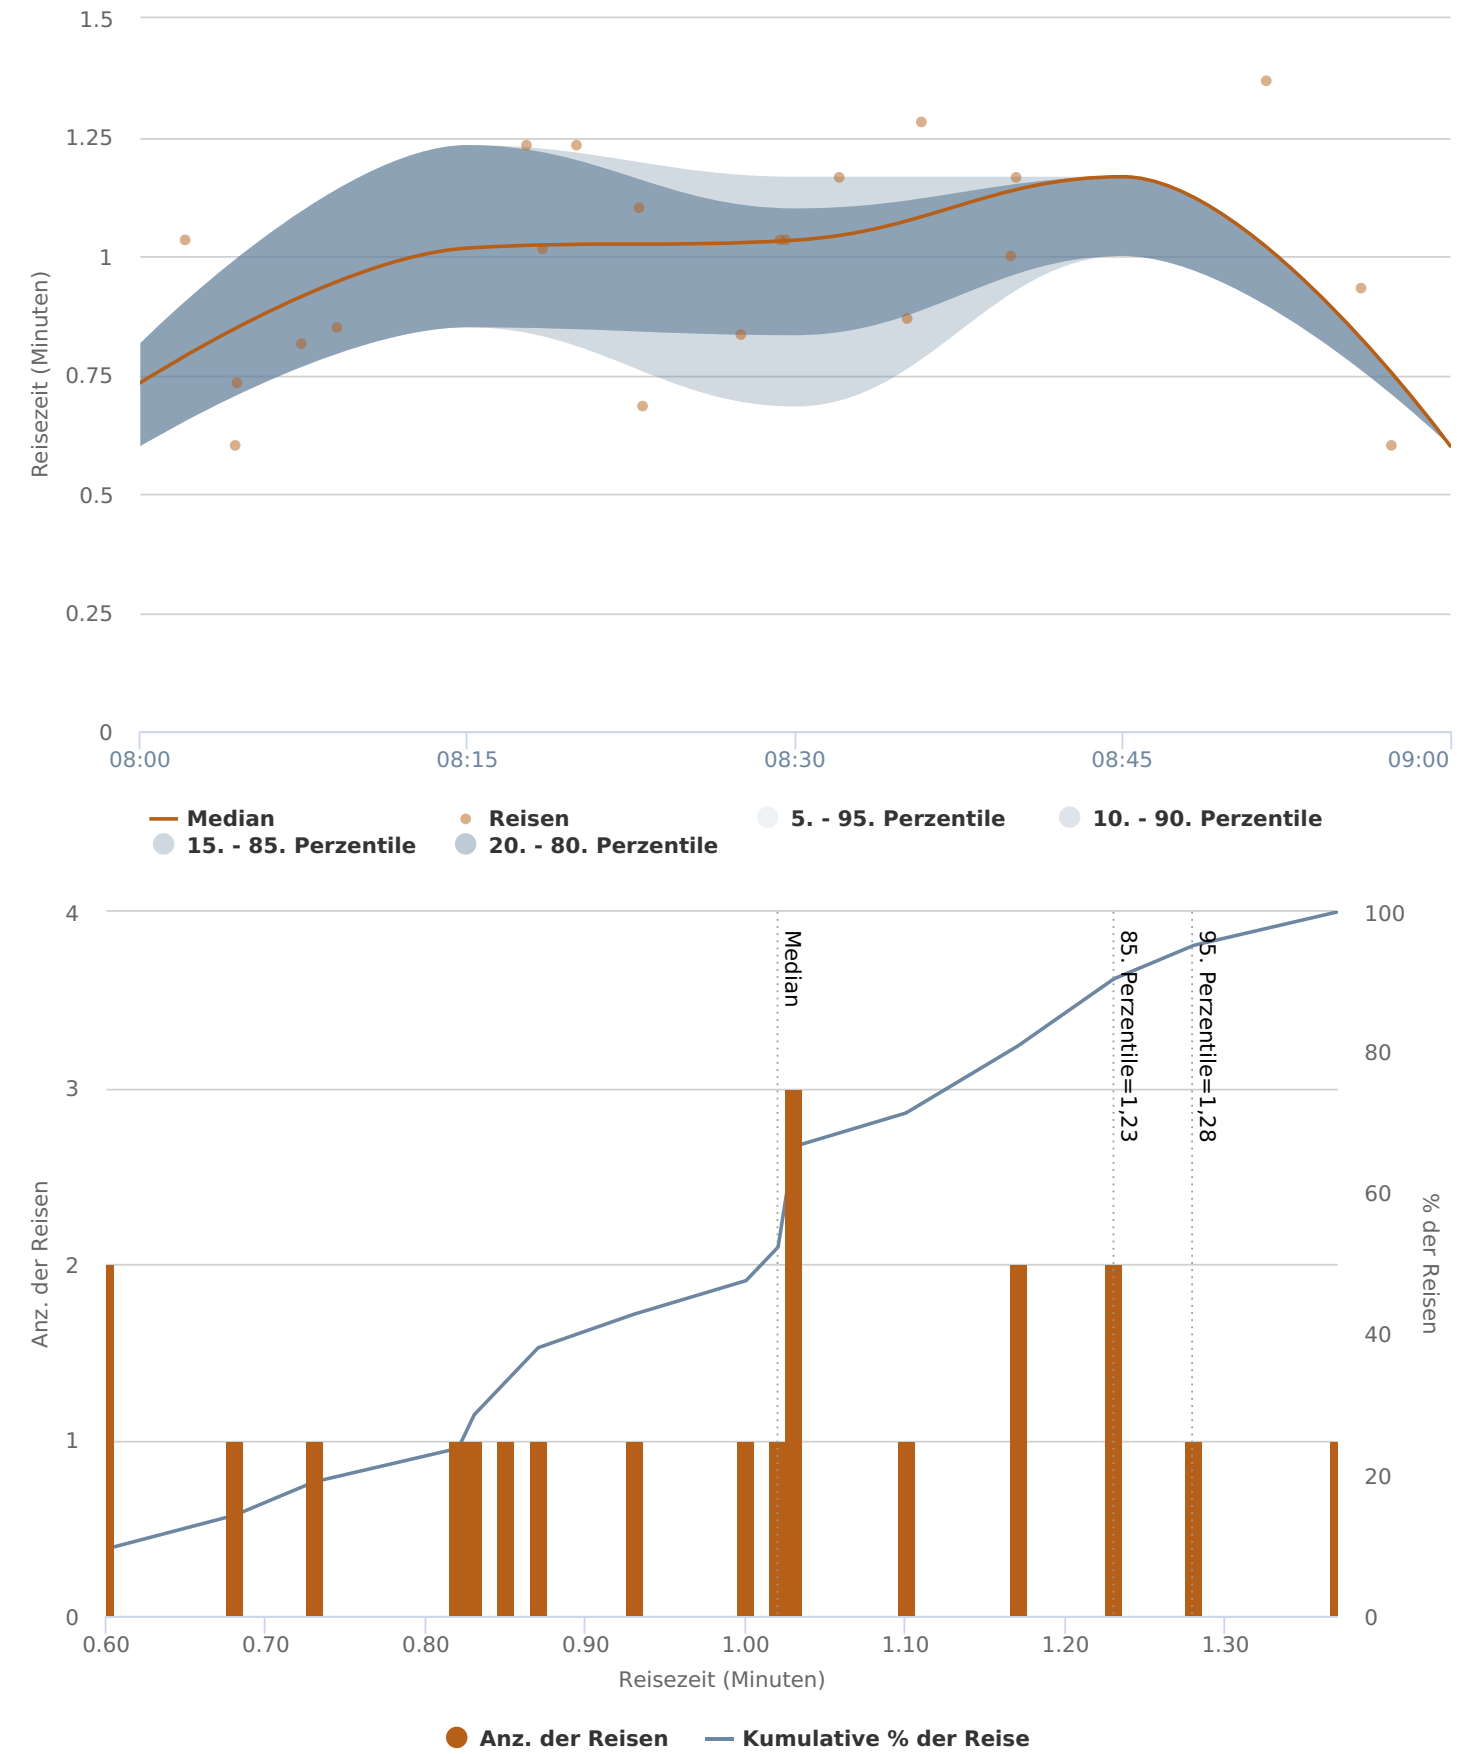 1.5
1.25
1
0.75
0.5
0.25
0
Reisezeit (Minuten)
08:00 08:15 08:30 08:45 09:00
Median Reisen 5. - 95. Perzentile 10. - 90. Perzentile
15. - 85. Perzentile 20. - 80. Perzentile
4
3
2
1
0
Anz. der Reisen
Median
85. Perzentile=1,23
95. Perzentile=1,28
100
80
60
40
20
0
% der Reisen
0.60 0.70 0.80 0.90 1.00 1.10 1.20 1.30
Reisezeit (Minuten)
Anz. der Reisen Kumulative % der Reise